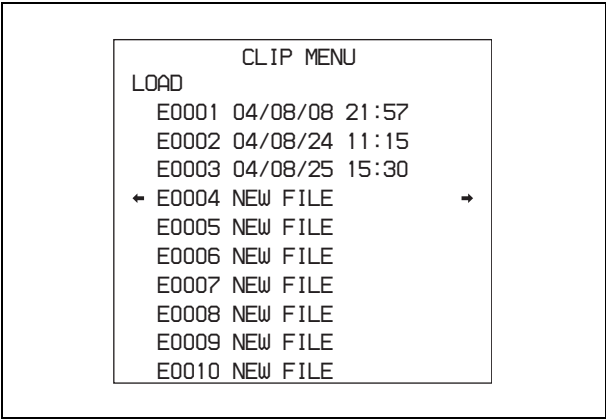 CLIP MENU
LOAD
E0001 04/08/08 21:57
E0002 04/08/24 11:15
E0003 04/08/25 15:30
← E0004 NEW FILE →
E0005 NEW FILE
E0006 NEW FILE
E0007 NEW FILE
E0008 NEW FILE
E0009 NEW FILE
E0010 NEW FILE